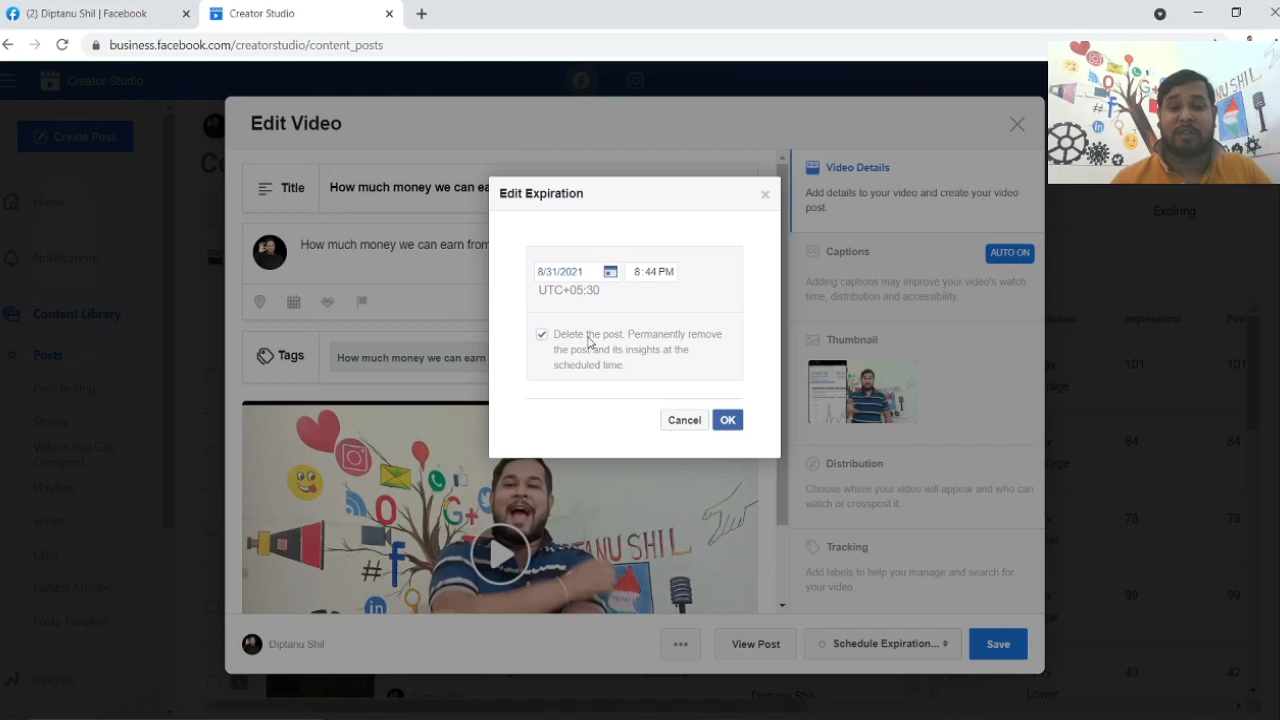 (2) Diptanu Shil | Facebook
Creator Studio
business.facebook.com/creatorstudio/content_posts
Creator Studio
Create Post
Home
Notifications
Content Library
Posts
Post Testing
Stories
Videos You Can
Crosspost
Playlists
Series
Clips
Instant Articles
Posts Timeline
Insights
Edit Video
Title
How much money we can ea
How much money we can earn from
Tags
How much money we can earn
Edit Expiration
8/31/2021
8:44 PM
UTC+05:30
Delete the post. Permanently remove
the post and its insights at the
scheduled time.
Cancel
OK
Video Details
Add details to your video and create your video
post.
Captions
AUTO ON
Adding captions may improve your video's watch
time, distribution and accessibility.
Thumbnail
Distribution
Choose where your video will appear and who can
watch or crosspost it.
Tracking
Add labels to help you manage and search for
your video.
Diptanu Shil
View Post
Schedule Expiration...
Save
Expiring
Impressions
101
101
84
84
78
78
99
99
43
42
Lower
Diptanu Shil
Diptanu Shil
NU SHIL
TANU SHIL